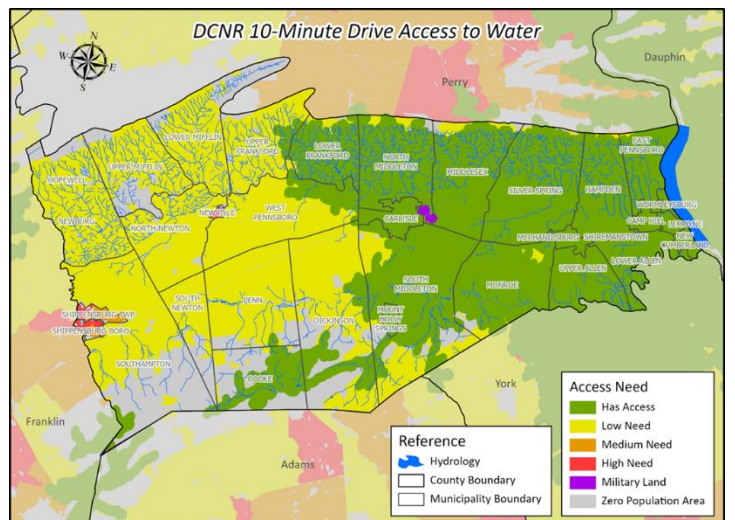 DCNR 10-Minute Drive Access to Water
N
W
E
S
Dauphin
Perry
LOWER MIFFLIN
UPPER FRANKFORD
LOWER FRANKFORD
EAST PENNSBORO
HOPEWELL
UPPER MIFFLIN
NORTH MIDDLETON
MIDDLESEX
SILVER SPRING
HAMPDEN
WORMLEYSBURG
NEWBURG
NORTH NEWTON
NEWVILLE
WEST PENNSBORO
CARLISLE
CAMP HILL
LEMOYNE
MECHANICSBURG
SHIREMANSTOWN
NEW CUMBERLAND
UPPER ALLEN
LOWER ALLEN
SHIPPENSBURG TWP
SHIPPENSBURG BORO
SOUTH NEWTON
PENN
DICKINSON
SOUTH MIDDLETON
MONROE
MOUNT HOLLY SPRINGS
SOUTHAMPTON
COOKE
Franklin
Adams
York
Reference
Hydrology
County Boundary
Municipality Boundary
Access Need
Has Access
Low Need
Medium Need
High Need
Military Land
Zero Population Area